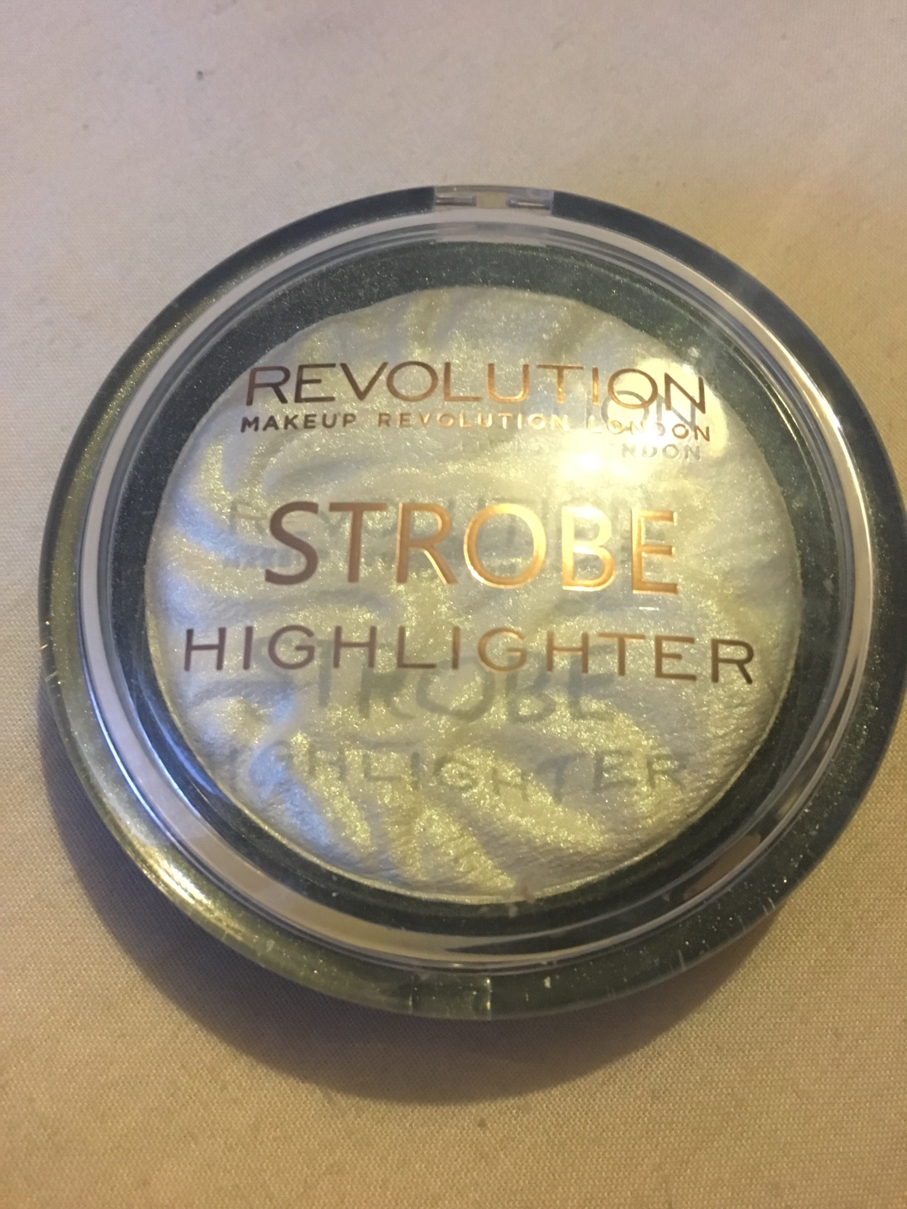 REVOLUTION
MAKEUP REVOLUTION LONDON
STROBE
HIGHLIGHTER